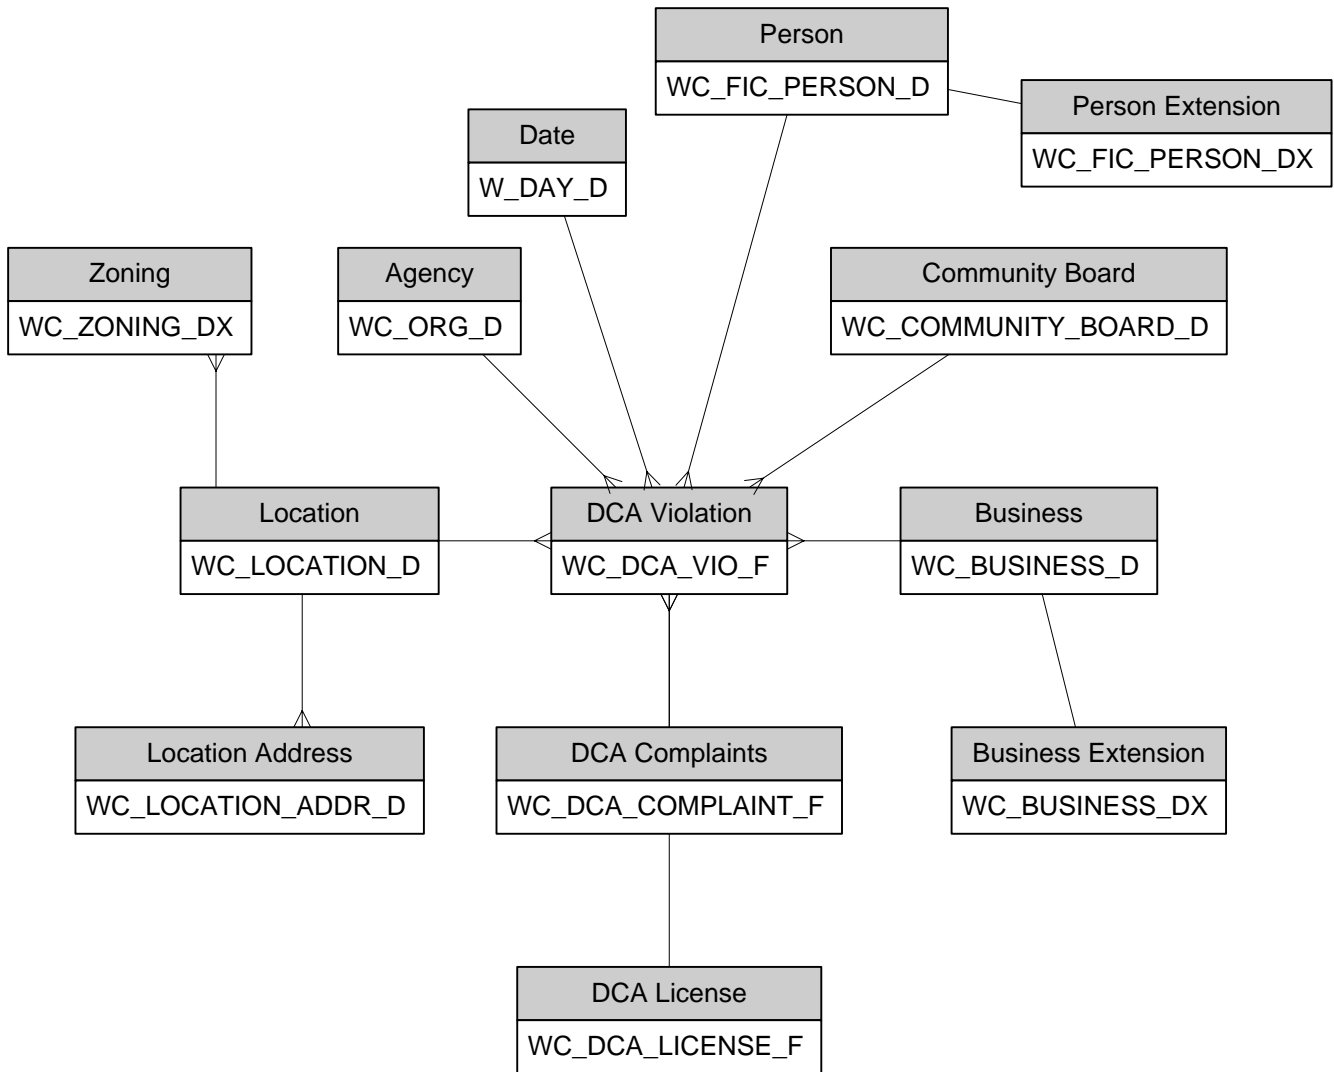 Person
WC_FIC_PERSON_D
Person Extension
WC_FIC_PERSON_DX
Date
W_DAY_D
Zoning
WC_ZONING_DX
Agency
WC_ORG_D
Community Board
WC_COMMUNITY_BOARD_D
Location
WC_LOCATION_D
DCA Violation
WC_DCA_VIO_F
Business
WC_BUSINESS_D
Location Address
WC_LOCATION_ADDR_D
DCA Complaints
WC_DCA_COMPLAINT_F
Business Extension
WC_BUSINESS_DX
DCA License
WC_DCA_LICENSE_F